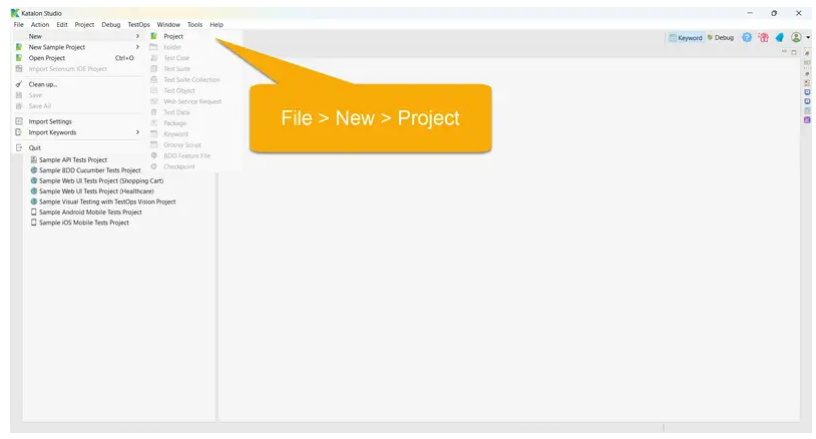 Katalon Studio
File Action Edit Project Debug TestOps Window Tools Help
Keyword Debug
New
New Sample Project
Open Project Ctrl+O
Import Selenium IDE Project
Clean up...
Save
Save All
Import Settings
Import Keywords
Quit
Project
Folder
Test Case
Test Suite
Test Suite Collection
Test Object
Web Service Request
Test Data
Package
Keyword
Groovy Script
BDD Feature File
Checkpoint
File > New > Project
Sample API Tests Project
Sample BDD Cucumber Tests Project
Sample Web UI Tests Project (Shopping Cart)
Sample Web UI Tests Project (Healthcare)
Sample Visual Testing with TestOps Vision Project
Sample Android Mobile Tests Project
Sample iOS Mobile Tests Project